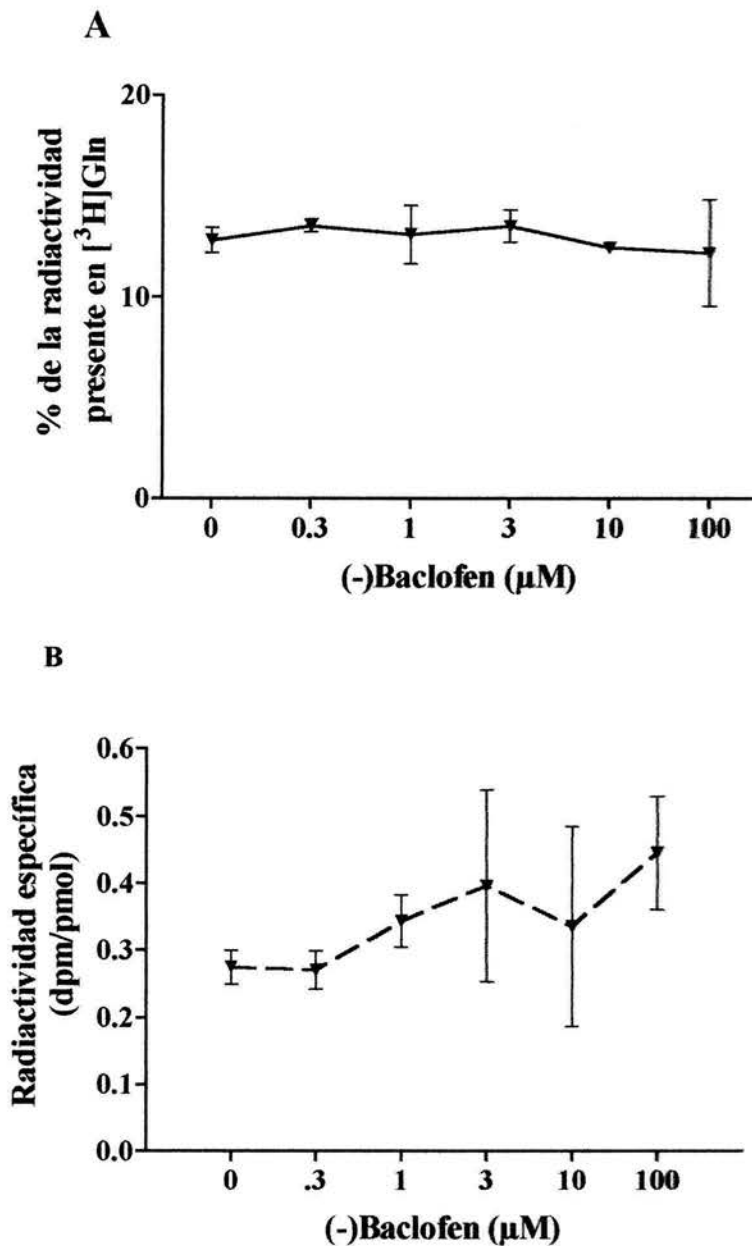 A
% de la radiactividad
presente en [³H]Gln
20
10
0
0 0.3 1 3 10 100
(-)Baclofen (µM)
B
Radiactividad específica
(dpm/pmol)
0.6
0.5
0.4
0.3
0.2
0.1
0.0
0 .3 1 3 10 100
(-)Baclofen (µM)